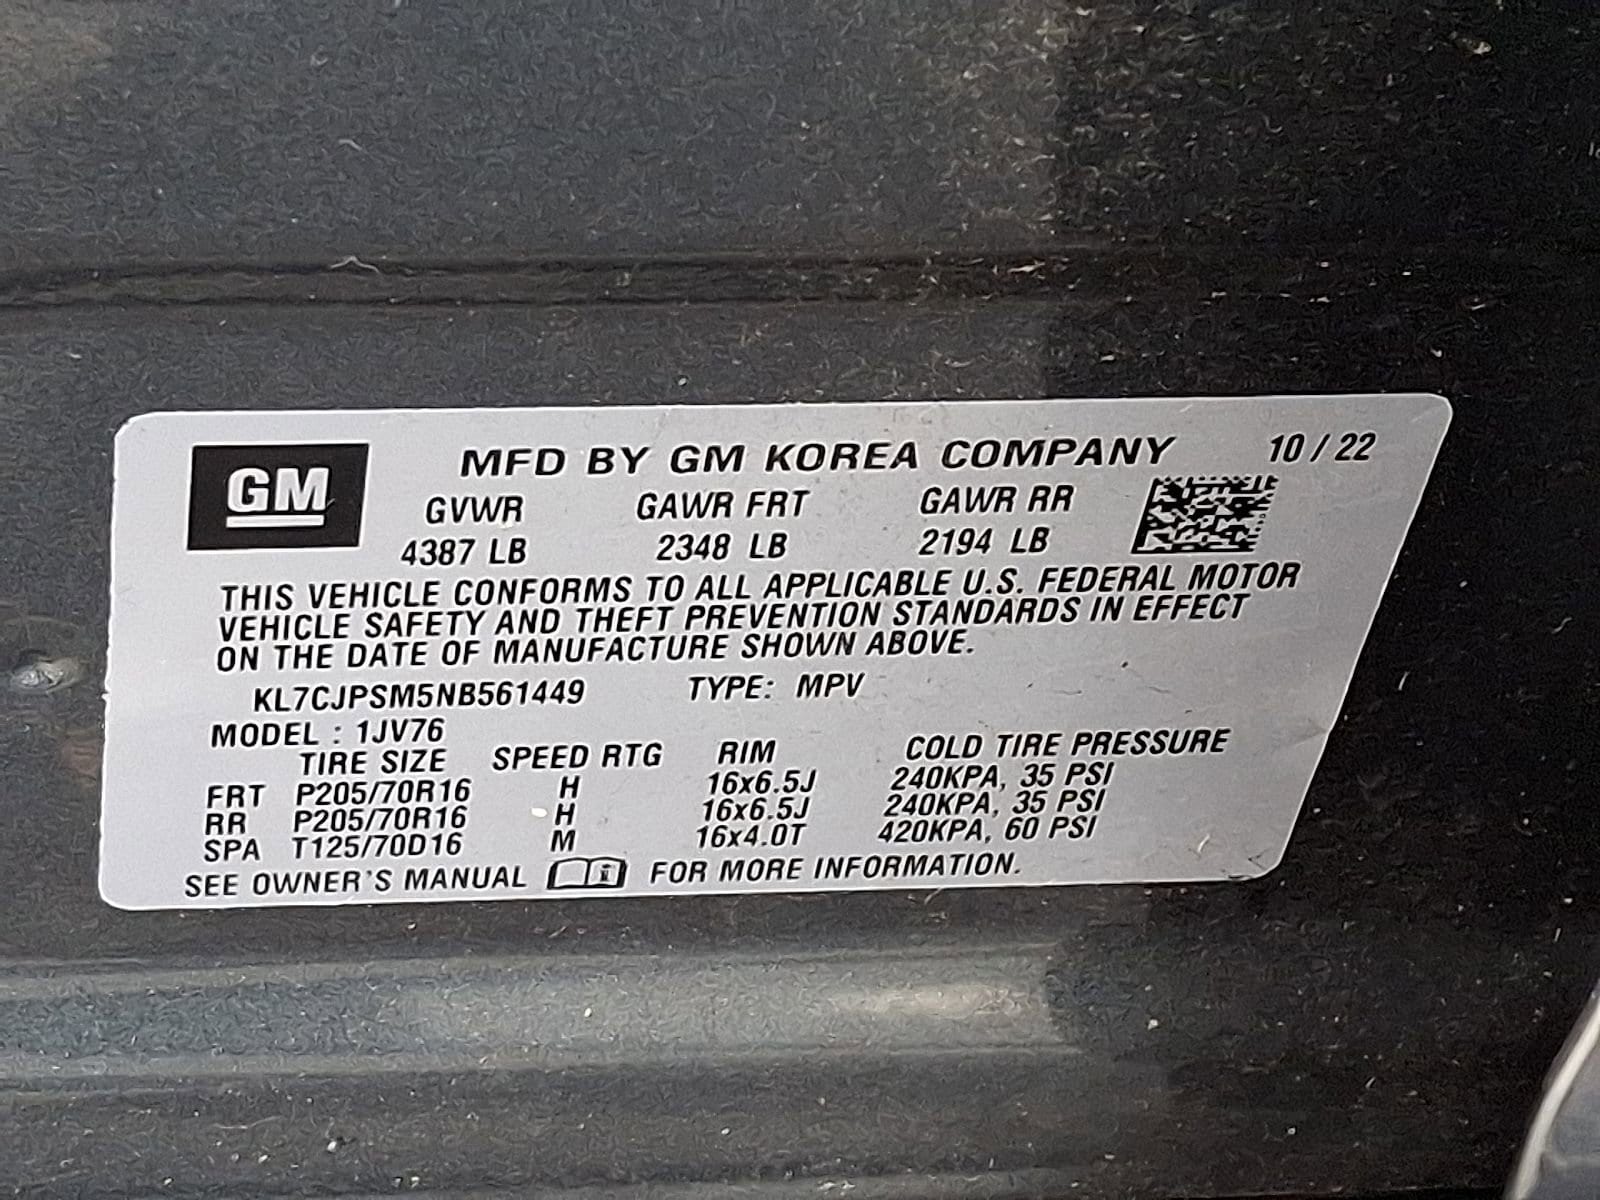 GM MFD BY GM KOREA COMPANY 10/22
GVWR GAWR FRT GAWR RR
4387 LB 2348 LB 2194 LB
THIS VEHICLE CONFORMS TO ALL APPLICABLE U.S. FEDERAL MOTOR
VEHICLE SAFETY AND THEFT PREVENTION STANDARDS IN EFFECT
ON THE DATE OF MANUFACTURE SHOWN ABOVE.
KL7CJPSM5NB561449 TYPE: MPV
MODEL : 1JV76
TIRE SIZE SPEED RTG RIM COLD TIRE PRESSURE
FRT P205/70R16 H 16x6.5J 240KPA, 35 PSI
RR P205/70R16 H 16x6.5J 240KPA, 35 PSI
SPA T125/70D16 M 16x4.0T 420KPA, 60 PSI
SEE OWNER'S MANUAL FOR MORE INFORMATION.